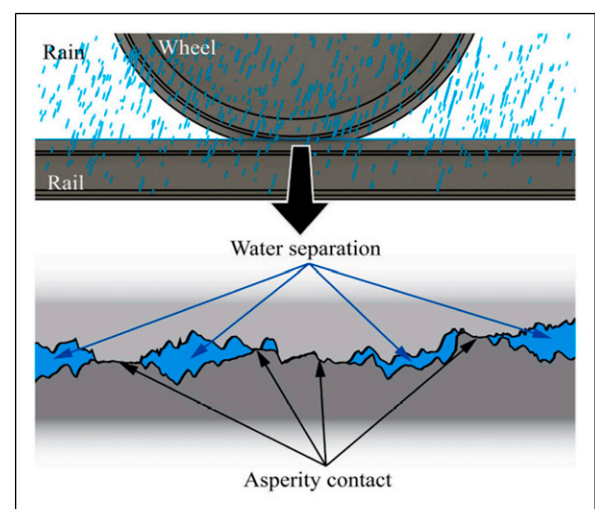 Rain
Wheel
Rail
Water separation
Asperity contact